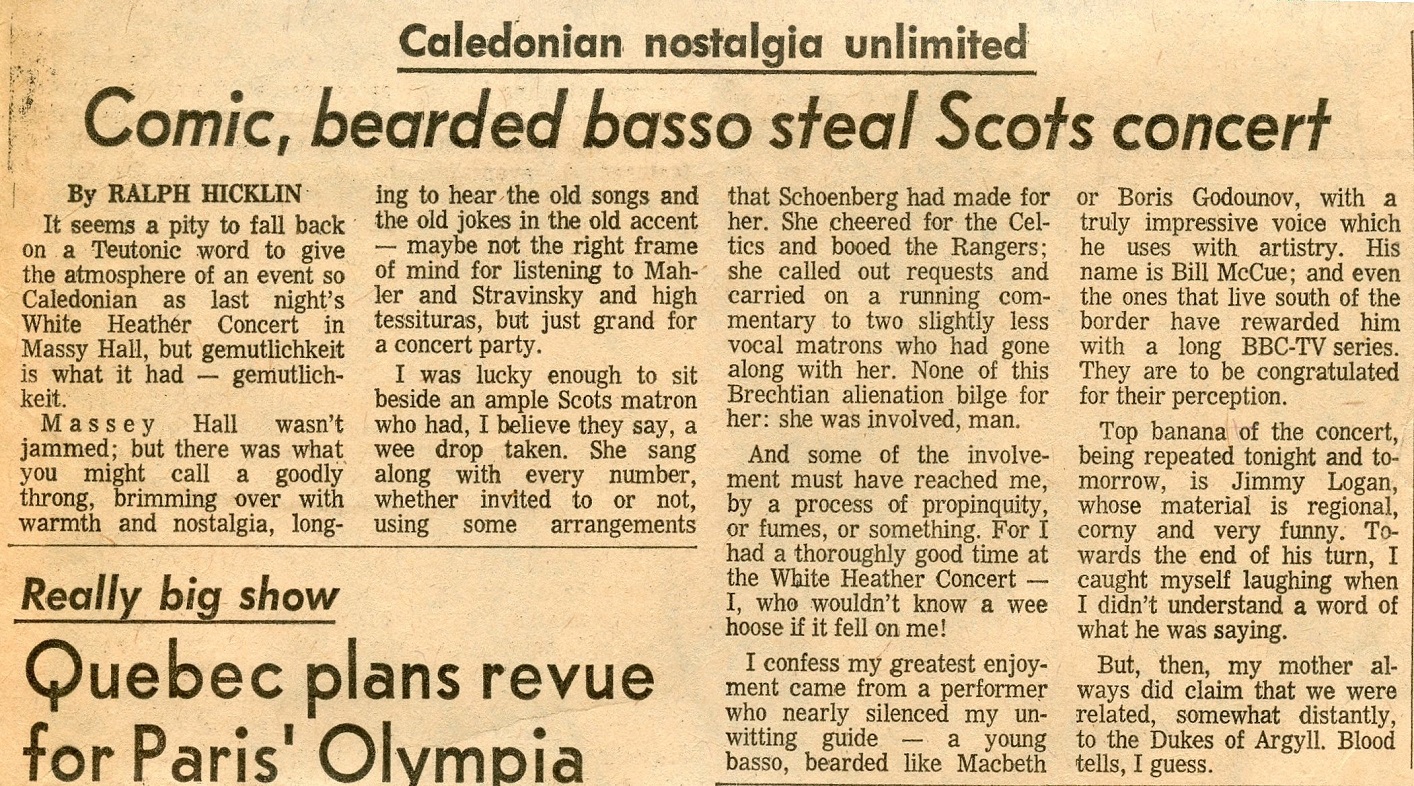 Caledonian nostalgia unlimited
Comic, bearded basso steal Scots concert
By RALPH HICKLIN
It seems a pity to fall back
on a Teutonic word to give
the atmosphere of an event so
Caledonian as last night's
White Heather Concert in
Massy Hall, but gemutlichkeit
is what it had — gemutlich-
keit.
Massey Hall wasn't
jammed; but there was what
you might call a goodly
throng, brimming over with
warmth and nostalgia, long-
ing to hear the old songs and
the old jokes in the old accent
— maybe not the right frame
of mind for listening to Mah-
ler and Stravinsky and high
tessituras, but just grand for
a concert party.
I was lucky enough to sit
beside an ample Scots matron
who had, I believe they say, a
wee drop taken. She sang
along with every number,
whether invited to or not,
using some arrangements
that Schoenberg had made for
her. She cheered for the Cel-
tics and booed the Rangers;
she called out requests and
carried on a running com-
mentary to two slightly less
vocal matrons who had gone
along with her. None of this
Brechtian alienation bilge for
her: she was involved, man.
And some of the involve-
ment must have reached me,
by a process of propinquity,
or fumes, or something. For I
had a thoroughly good time at
the White Heather Concert —
I, who wouldn't know a wee
hoose if it fell on me!
I confess my greatest enjoy-
ment came from a performer
who nearly silenced my un-
witting guide — a young
basso, bearded like Macbeth
or Boris Godounov, with a
truly impressive voice which
he uses with artistry. His
name is Bill McCue; and even
the ones that live south of the
border have rewarded him
with a long BBC-TV series.
They are to be congratulated
for their perception.
Top banana of the concert,
being repeated tonight and to-
morrow, is Jimmy Logan,
whose material is regional,
corny and very funny. To-
wards the end of his turn, I
caught myself laughing when
I didn't understand a word of
what he was saying.
But, then, my mother al-
ways did claim that we were
related, somewhat distantly,
to the Dukes of Argyll. Blood
tells, I guess.
Really big show
Quebec plans revue
for Paris' Olympia